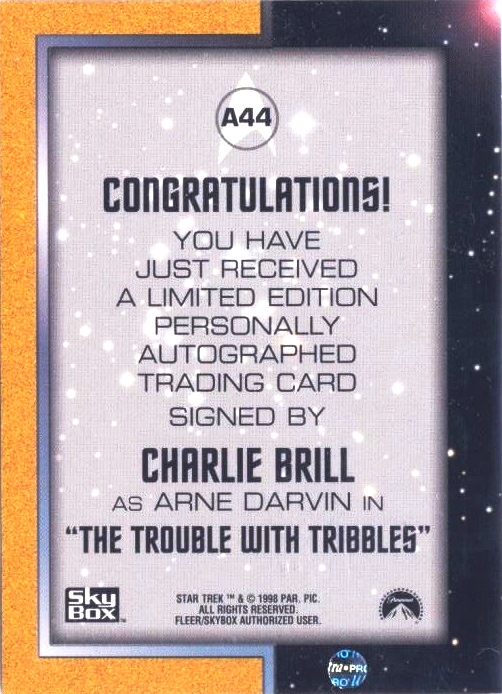 A44
CONGRATULATIONS!
YOU HAVE
JUST RECEIVED
A LIMITED EDITION
PERSONALLY
AUTOGRAPHED
TRADING CARD
SIGNED BY
CHARLIE BRILL
AS ARNE DARVIN IN
"THE TROUBLE WITH TRIBBLES"
Sky
BOX™
STAR TREK ™ & © 1998 PAR. PIC.
ALL RIGHTS RESERVED.
FLEER/SKYBOX AUTHORIZED USER.
Paramount